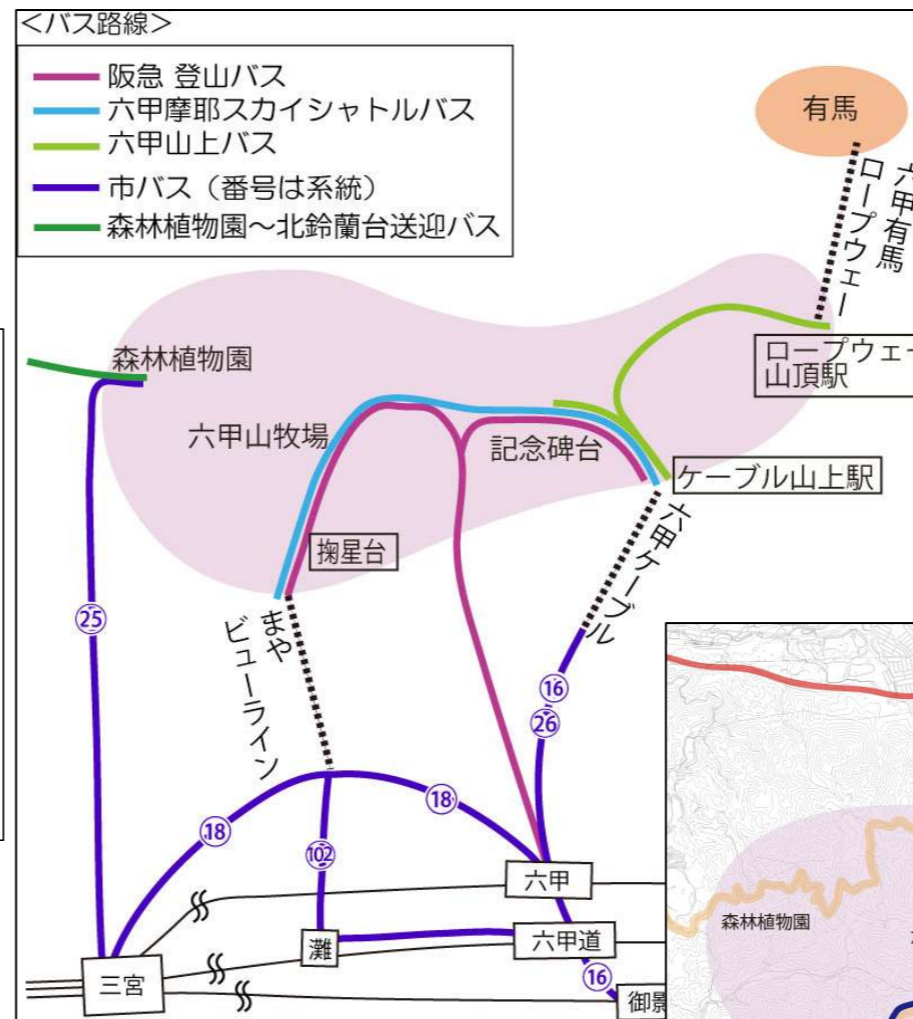 <バス路線>
阪急 登山バス
六甲摩耶スカイシャトルバス
六甲山上バス
市バス（番号は系統）
森林植物園～北鈴蘭台送迎バス
有馬
六甲有馬
ロープウェー
ロープウェー
山頂駅
森林植物園
六甲山牧場
記念碑台
ケーブル山上駅
掬星台
六甲ケーブル
まや
ビューライン
25
16
26
18
18
102
六甲
灘
六甲道
三宮
16
御影
森林植物園